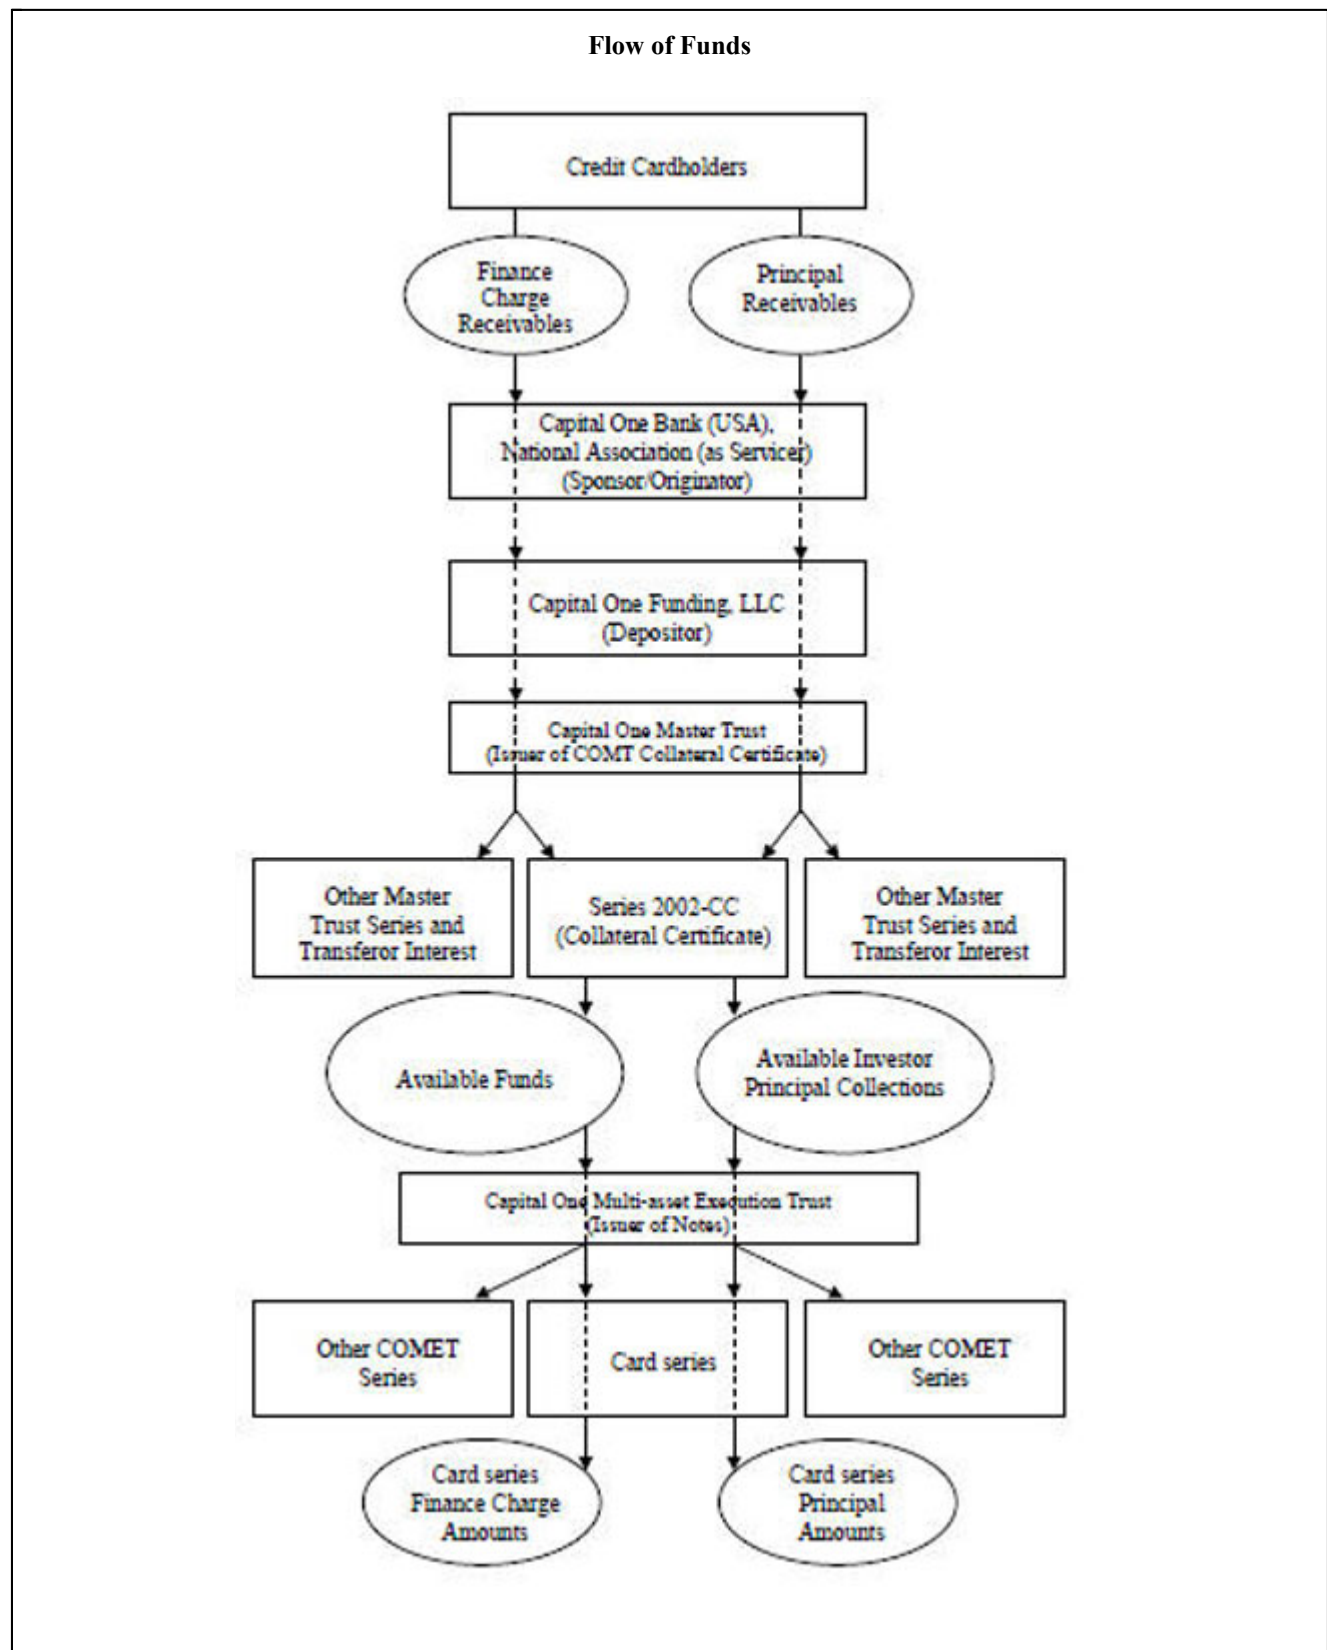 Flow of Funds
Credit Cardholders
Finance
Charge
Receivables
Principal
Receivables
Capital One Bank (USA),
National Association (as Servicer)
(Sponsor/Originator)
Capital One Funding, LLC
(Depositor)
Capital One Master Trust
(Issuer of COMT Collateral Certificate)
Other Master
Trust Series and
Transferor Interest
Series 2002-CC
(Collateral Certificate)
Other Master
Trust Series and
Transferor Interest
Available Funds
Available Investor
Principal Collections
Capital One Multi-asset Execution Trust
(Issuer of Notes)
Other COMET
Series
Card series
Other COMET
Series
Card series
Finance Charge
Amounts
Card series
Principal
Amounts